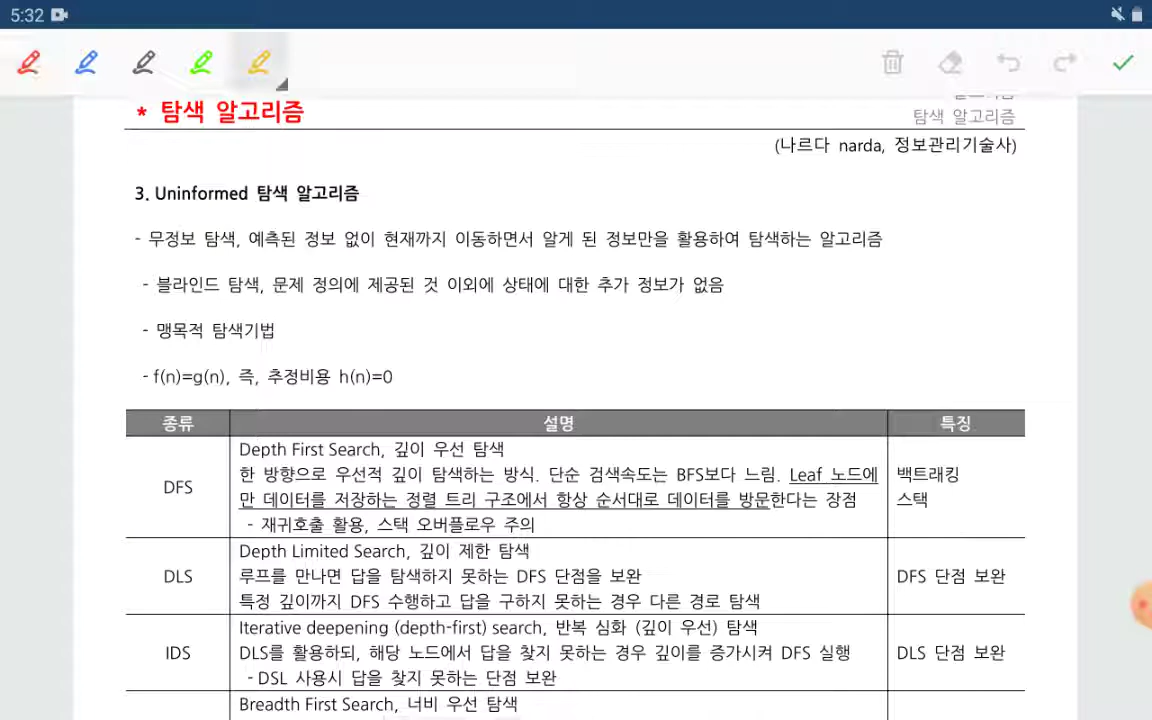 5:32
* 탐색 알고리즘
탐색 알고리즘
(나르다 narda, 정보관리기술사)
3. Uninformed 탐색 알고리즘
- 무정보 탐색, 예측된 정보 없이 현재까지 이동하면서 알게 된 정보만을 활용하여 탐색하는 알고리즘
- 블라인드 탐색, 문제 정의에 제공된 것 이외에 상태에 대한 추가 정보가 없음
- 맹목적 탐색기법
- f(n)=g(n), 즉, 추정비용 h(n)=0
종류 설명 특징
DFS
Depth First Search, 깊이 우선 탐색
한 방향으로 우선적 깊이 탐색하는 방식. 단순 검색속도는 BFS보다 느림. Leaf 노드에
만 데이터를 저장하는 정렬 트리 구조에서 항상 순서대로 데이터를 방문한다는 장점
- 재귀호출 활용, 스택 오버플로우 주의
백트래킹
스택
DLS
Depth Limited Search, 깊이 제한 탐색
루프를 만나면 답을 탐색하지 못하는 DFS 단점을 보완
특정 깊이까지 DFS 수행하고 답을 구하지 못하는 경우 다른 경로 탐색
DFS 단점 보완
IDS
Iterative deepening (depth-first) search, 반복 심화 (깊이 우선) 탐색
DLS를 활용하되, 해당 노드에서 답을 찾지 못하는 경우 깊이를 증가시켜 DFS 실행
- DSL 사용시 답을 찾지 못하는 단점 보완
DLS 단점 보완
Breadth First Search, 너비 우선 탐색